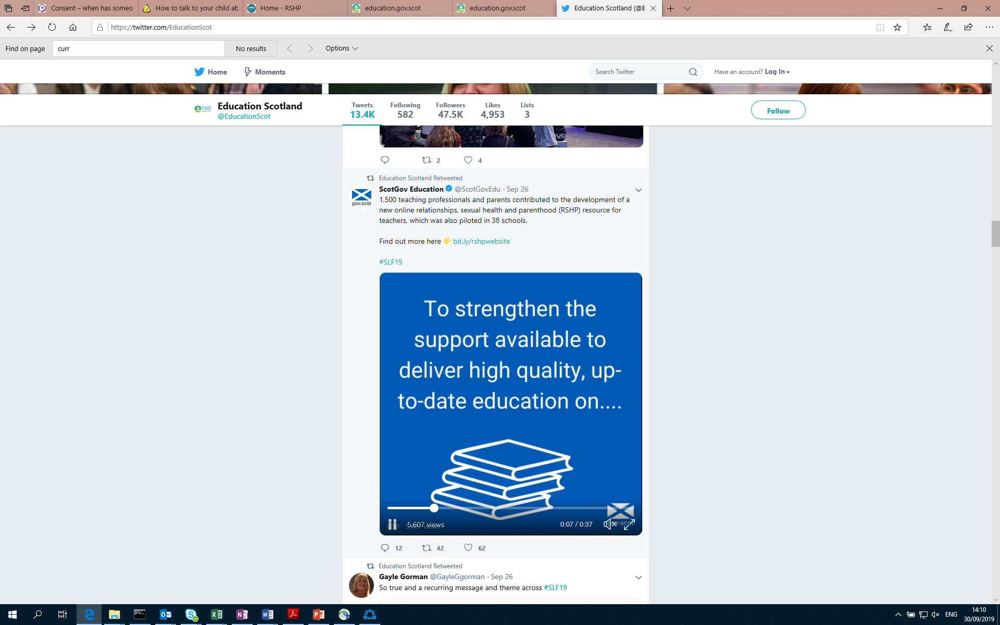 Consent – when has someo
How to talk to your child ab
Home - RSHP
education.gov.scot
education.gov.scot
Education Scotland (@E
https://twitter.com/EducationScot
Find on page
curr
No results
Options
Home
Moments
Search Twitter
Have an account? Log In
Education Scotland
@EducationScot
Tweets
13.4K
Following
582
Followers
47.5K
Likes
4,953
Lists
3
Follow
2
4
Education Scotland Retweeted
ScotGov Education @ScotGovEdu · Sep 26
1,500 teaching professionals and parents contributed to the development of a
new online relationships, sexual health and parenthood (RSHP) resource for
teachers, which was also piloted in 38 schools.
Find out more here 👉bit.ly/rshpwebsite
#SLF19
gov.scot
To strengthen the
support available to
deliver high quality, up-
to-date education on....
5,607 views
0:07 / 0:37
gov.scot
12
42
62
Education Scotland Retweeted
Gayle Gorman @GayleGgorman · Sep 26
So true and a recurring message and theme across #SLF19
ENG
14:10
30/09/2019